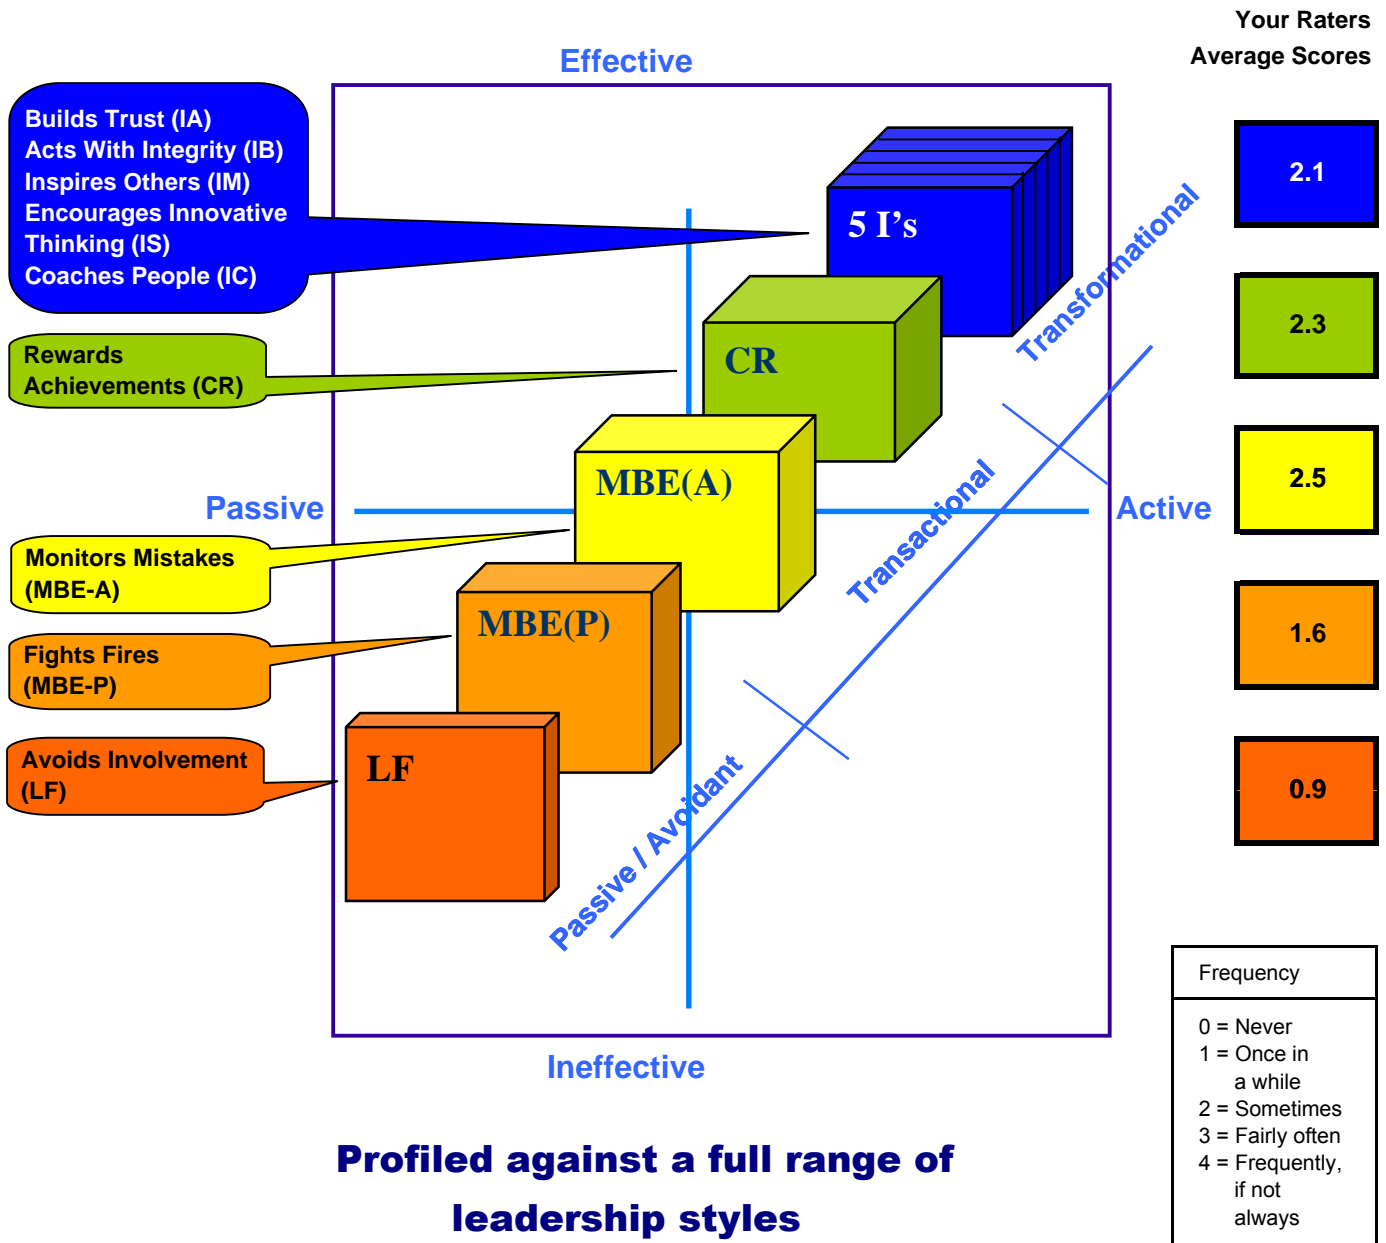 Your Raters
Average Scores
Effective
Builds Trust (IA)
Acts With Integrity (IB)
Inspires Others (IM)
Encourages Innovative
Thinking (IS)
Coaches People (IC)
5 I's
2.1
Transformational
Rewards
Achievements (CR)
CR
2.3
MBE(A)
2.5
Passive
Active
Transactional
Monitors Mistakes
(MBE-A)
MBE(P)
Fights Fires
(MBE-P)
1.6
Avoids Involvement
(LF)
LF
0.9
Passive / Avoidant
Ineffective
Frequency
0 = Never
1 = Once in
a while
2 = Sometimes
3 = Fairly often
4 = Frequently,
if not
always
Profiled against a full range of
leadership styles